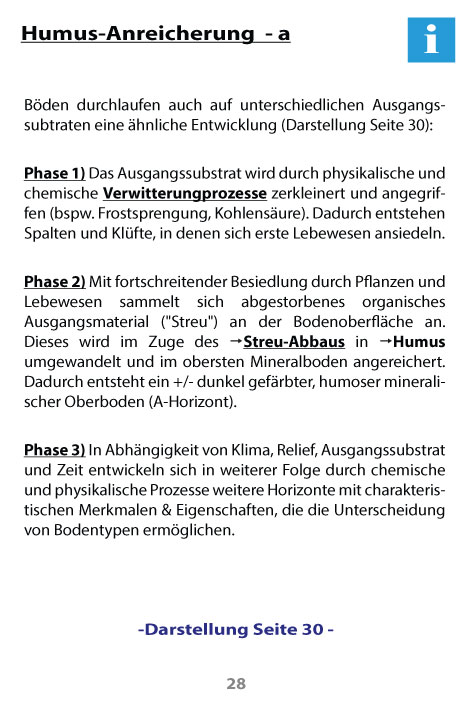 Humus-Anreicherung - a
i
Böden durchlaufen auch auf unterschiedlichen Ausgangs-
subtraten eine ähnliche Entwicklung (Darstellung Seite 30):
Phase 1) Das Ausgangssubstrat wird durch physikalische und
chemische Verwitterungprozesse zerkleinert und angegrif-
fen (bspw. Frostsprengung, Kohlensäure). Dadurch entstehen
Spalten und Klüfte, in denen sich erste Lebewesen ansiedeln.
Phase 2) Mit fortschreitender Besiedlung durch Pflanzen und
Lebewesen sammelt sich abgestorbenes organisches
Ausgangsmaterial ("Streu") an der Bodenoberfläche an.
Dieses wird im Zuge des →Streu-Abbaus in →Humus
umgewandelt und im obersten Mineralboden angereichert.
Dadurch entsteht ein +/- dunkel gefärbter, humoser minerali-
scher Oberboden (A-Horizont).
Phase 3) In Abhängigkeit von Klima, Relief, Ausgangssubstrat
und Zeit entwickeln sich in weiterer Folge durch chemische
und physikalische Prozesse weitere Horizonte mit charakteris-
tischen Merkmalen & Eigenschaften, die die Unterscheidung
von Bodentypen ermöglichen.
-Darstellung Seite 30 -
28